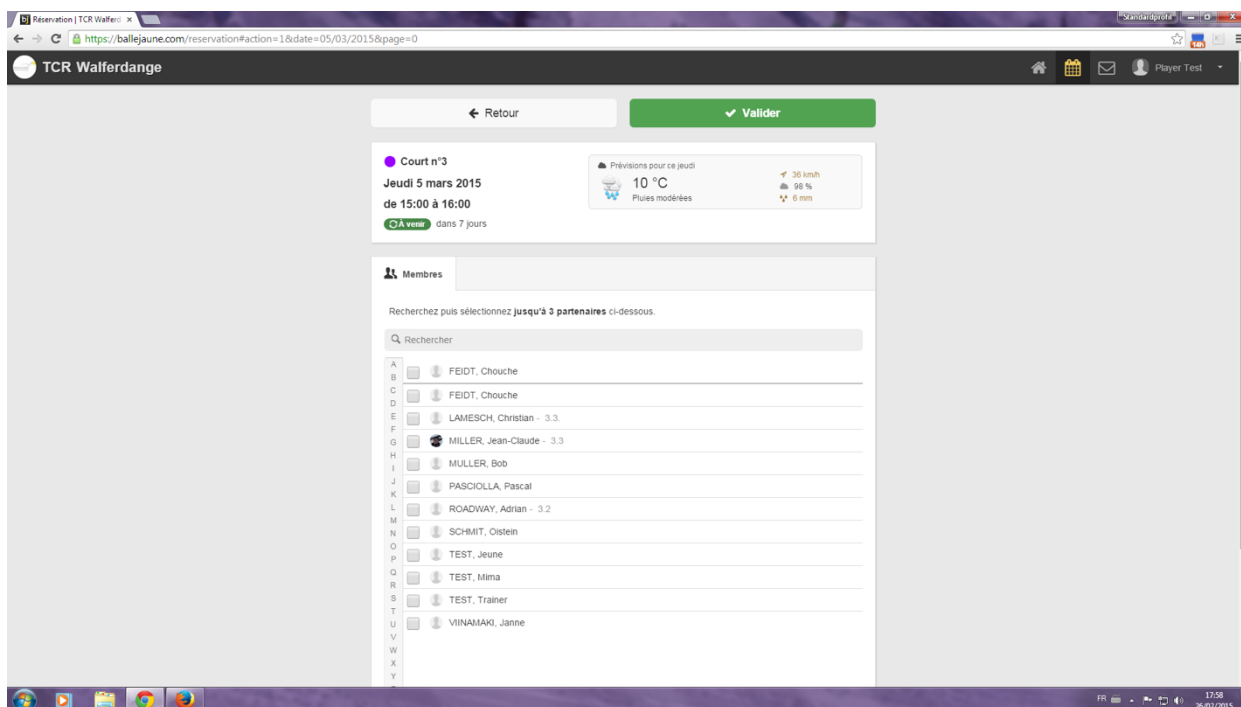 Réservation | TCR Walferd
Standardprofil
https://ballejaune.com/reservation#action=1&date=05/03/2015&page=0
TCR Walferdange
Player Test
Retour
Valider
Court n°3
Jeudi 5 mars 2015
de 15:00 à 16:00
À venir dans 7 jours
Prévisions pour ce jeudi
10 °C
Pluies modérées
36 km/h
98 %
6 mm
Membres
Recherchez puis sélectionnez jusqu'à 3 partenaires ci-dessous.
Rechercher
A
B
C
D
E
F
G
H
I
J
K
L
M
N
O
P
Q
R
S
T
U
V
W
X
Y
FEIDT, Chouche
FEIDT, Chouche
LAMESCH, Christian - 3.3.
MILLER, Jean-Claude - 3.3
MULLER, Bob
PASCIOLLA, Pascal
ROADWAY, Adrian - 3.2
SCHMIT, Oistein
TEST, Jeune
TEST, Mima
TEST, Trainer
VIINAMAKI, Janne
FR
17:58
26/02/2015